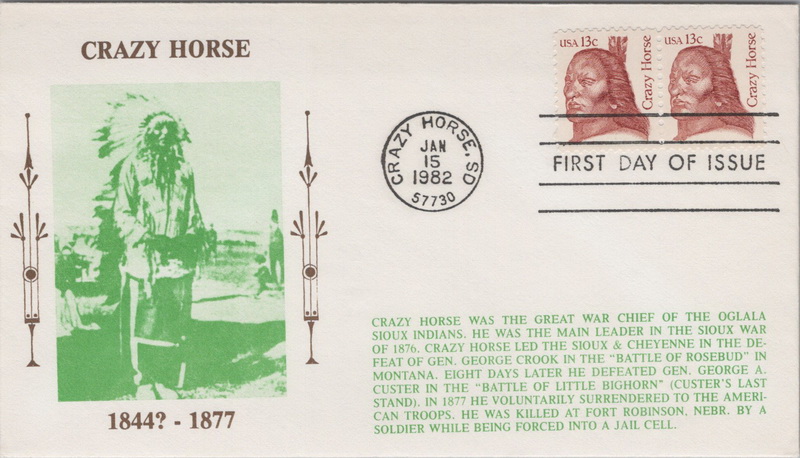 CRAZY HORSE
1844? - 1877
USA 13c
Crazy Horse
USA 13c
Crazy Horse
CRAZY HORSE, SD
JAN
15
1982
57730
FIRST DAY OF ISSUE
CRAZY HORSE WAS THE GREAT WAR CHIEF OF THE OGLALA
SIOUX INDIANS. HE WAS THE MAIN LEADER IN THE SIOUX WAR
OF 1876. CRAZY HORSE LED THE SIOUX & CHEYENNE IN THE DE-
FEAT OF GEN. GEORGE CROOK IN THE "BATTLE OF ROSEBUD" IN
MONTANA. EIGHT DAYS LATER HE DEFEATED GEN. GEORGE A.
CUSTER IN THE "BATTLE OF LITTLE BIGHORN" (CUSTER'S LAST
STAND). IN 1877 HE VOLUNTARILY SURRENDERED TO THE AMERI-
CAN TROOPS. HE WAS KILLED AT FORT ROBINSON, NEBR. BY A
SOLDIER WHILE BEING FORCED INTO A JAIL CELL.